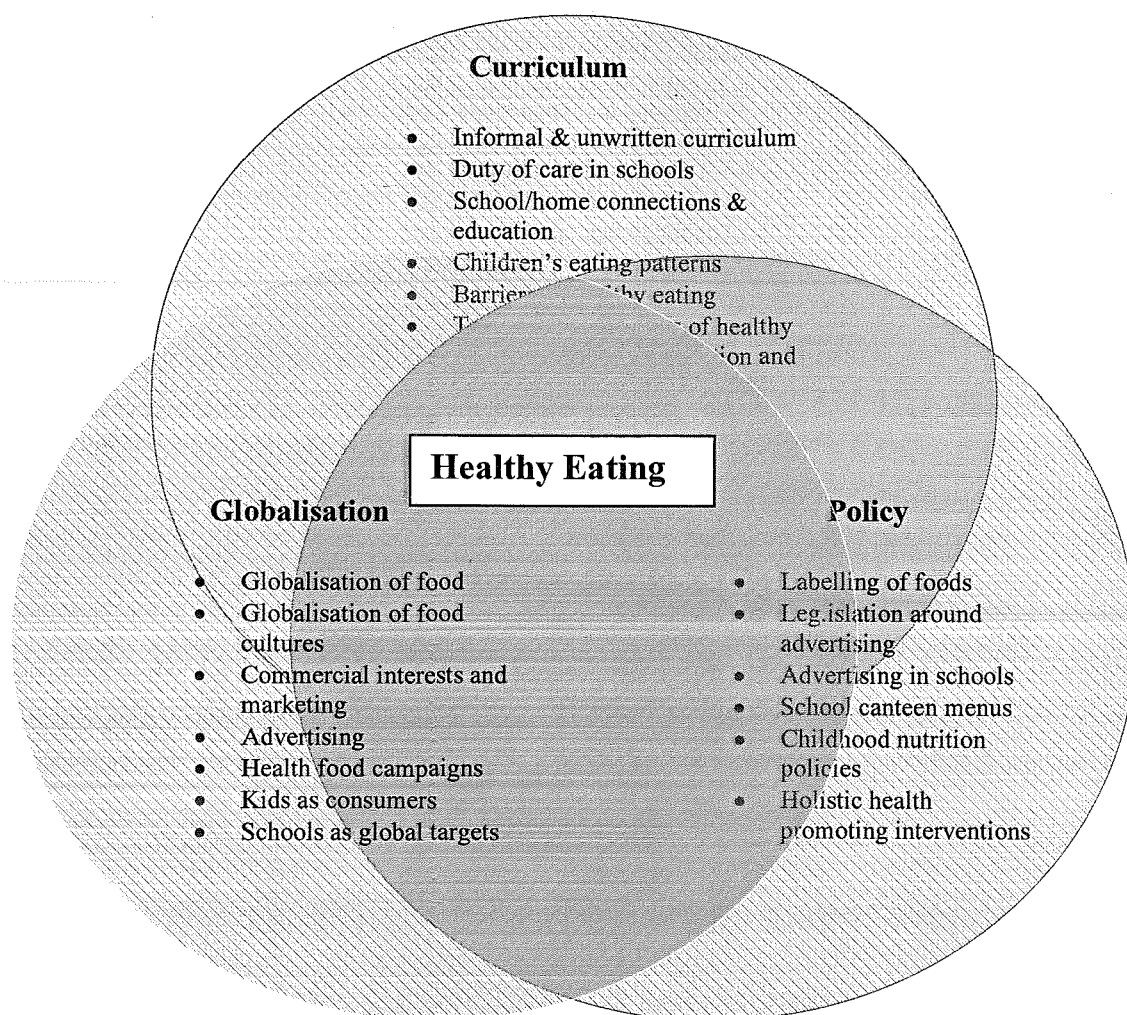 Curriculum
• Informal & unwritten curriculum
• Duty of care in schools
• School/home connections &
education
• Children's eating patterns
• eating
• of healthy
and
Healthy Eating
Globalisation
• Globalisation of food
• Globalisation of food
cultures
• Commercial interests and
marketing
• Advertising
• Health food campaigns
• Kids as consumers
• Schools as global targets
Policy
• Labelling of foods
• Leg.islation around
advertising
• Advertising in schools
• School canteen menus
• Childhood nutrition
policies
• Holistic health
promoting interventions